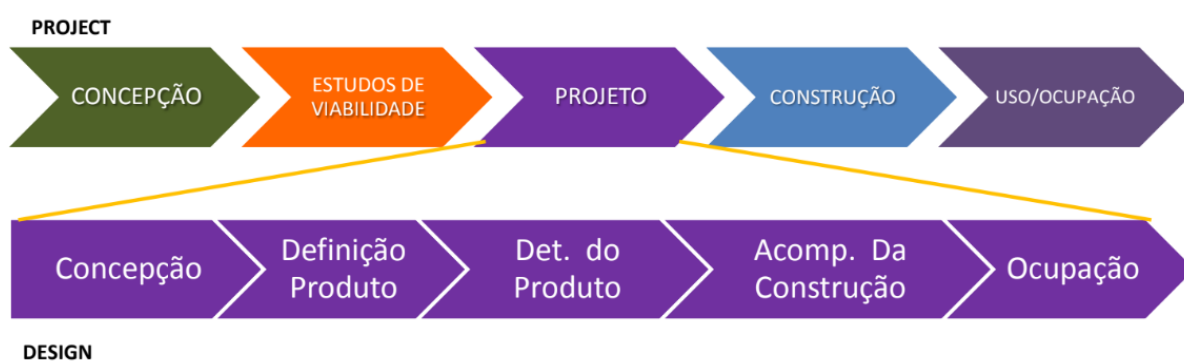 PROJECT
CONCEPÇÃO
ESTUDOS DE
VIABILIDADE
PROJETO
CONSTRUÇÃO
USO/OCUPAÇÃO
Concepção
Definição
Produto
Det. do
Produto
Acomp. Da
Construção
Ocupação
DESIGN